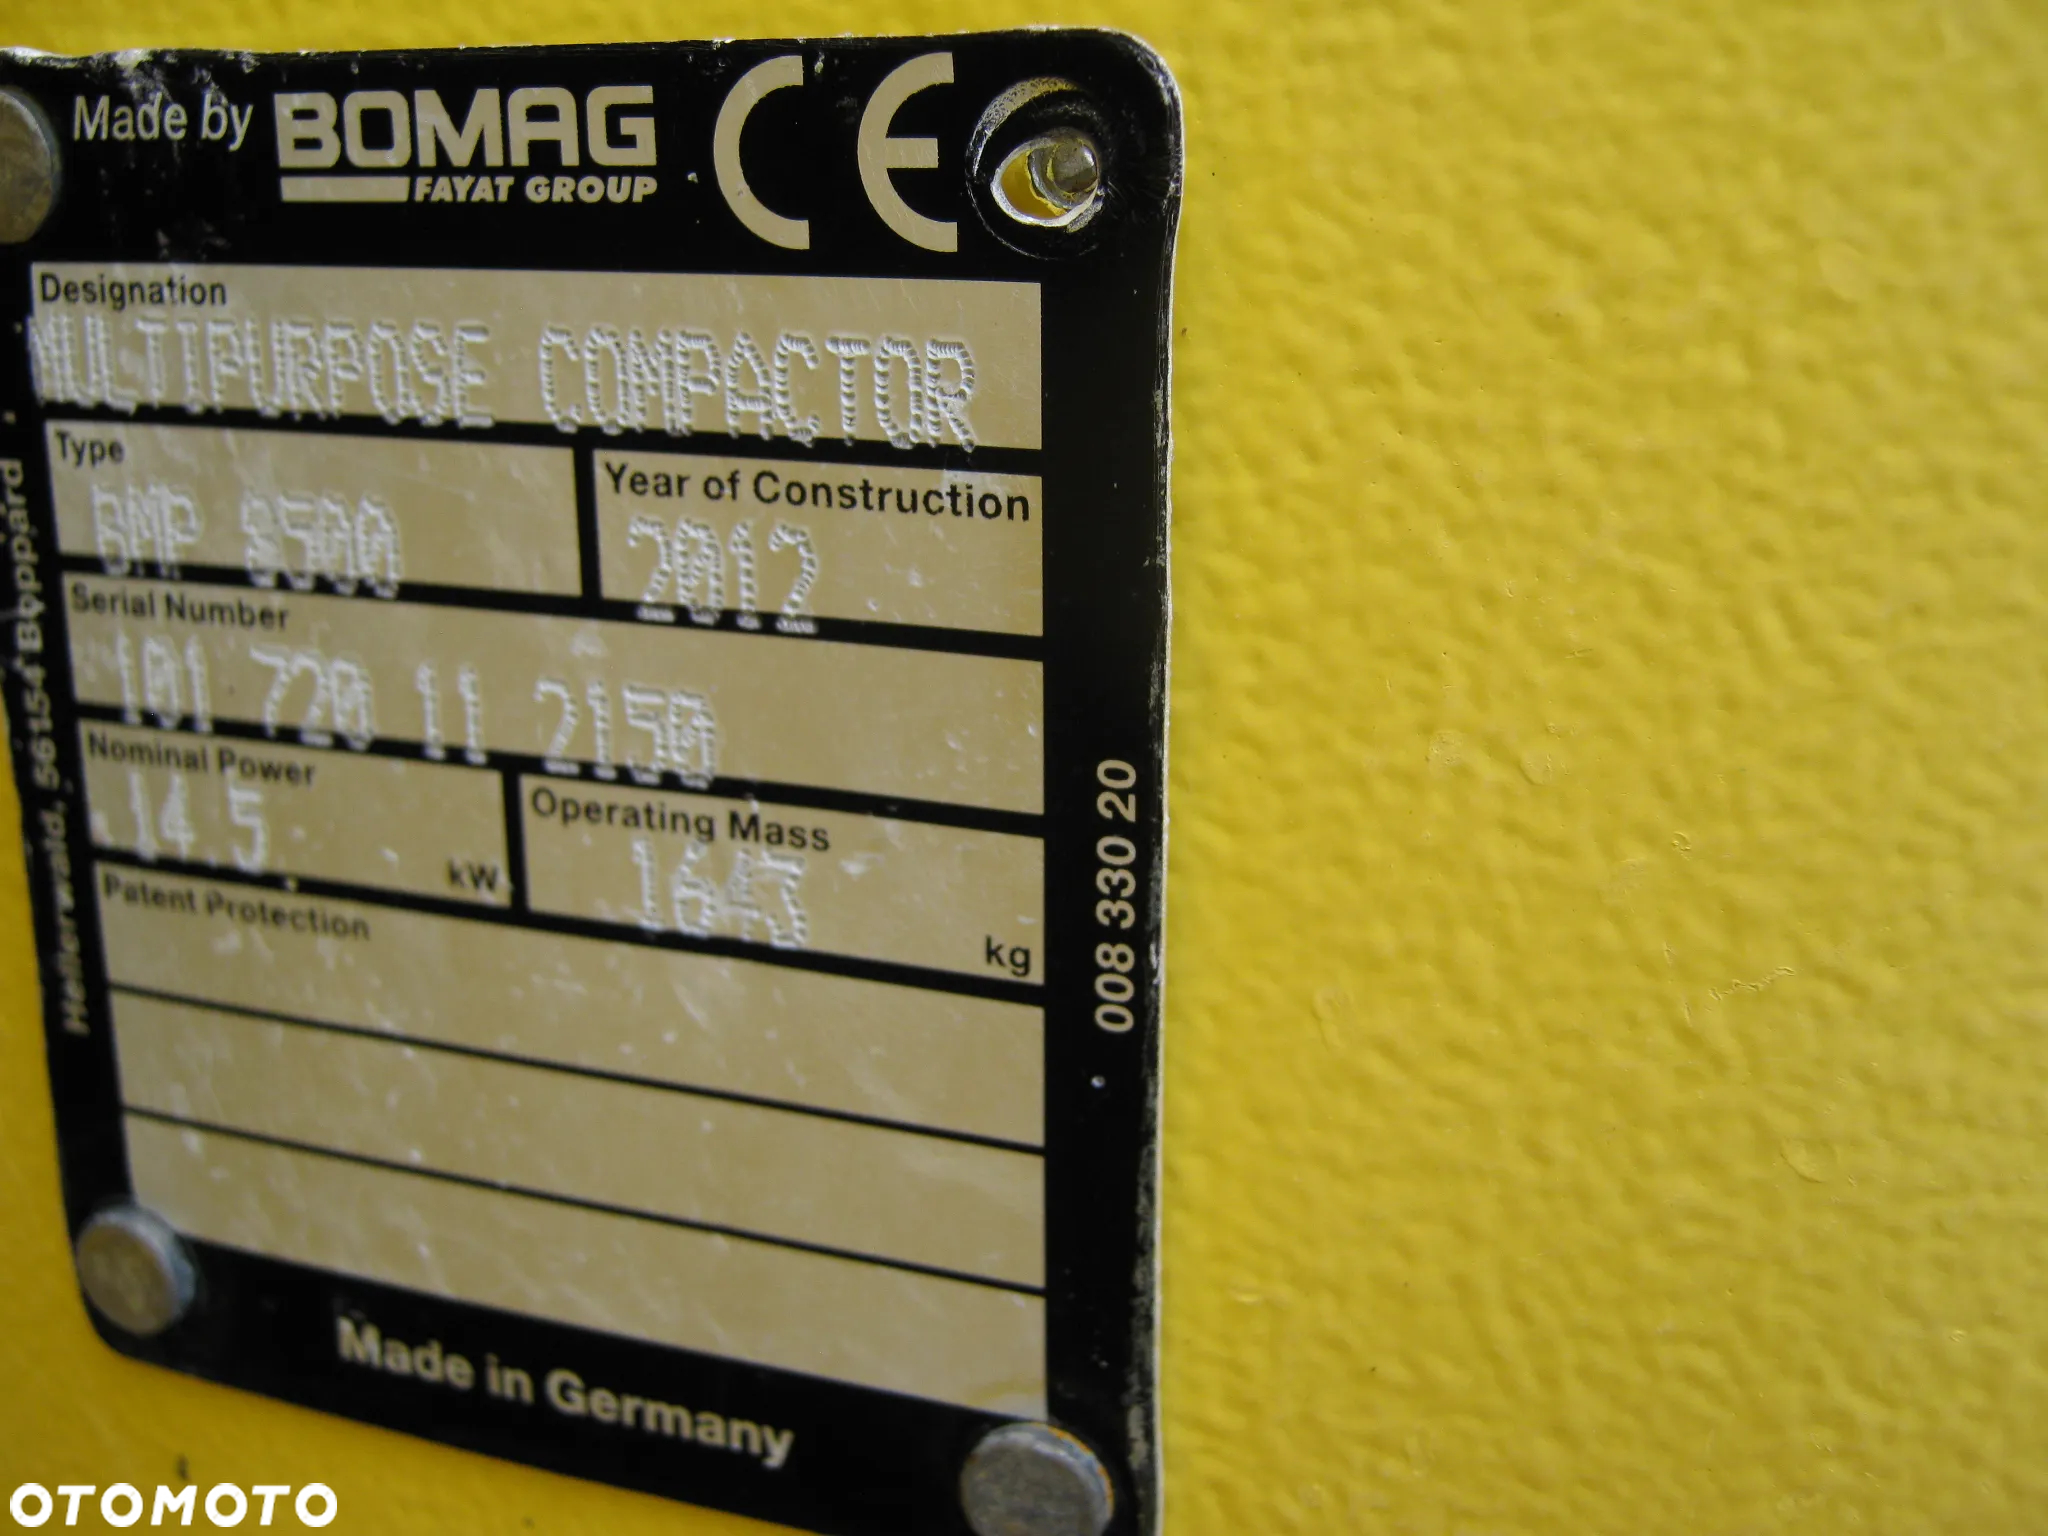 Made by BOMAG CE
FAYAT GROUP
Designation
MULTIPURPOSE COMPACTOR
Type
BMP 8500
Year of Construction
2012
Serial Number
101 720 11 2150
Nominal Power
14.5 kW
Operating Mass
1643 kg
Patent Protection
Made in Germany
Hellerwald, 56154 Boppard
008 330 20
OTOMOTO